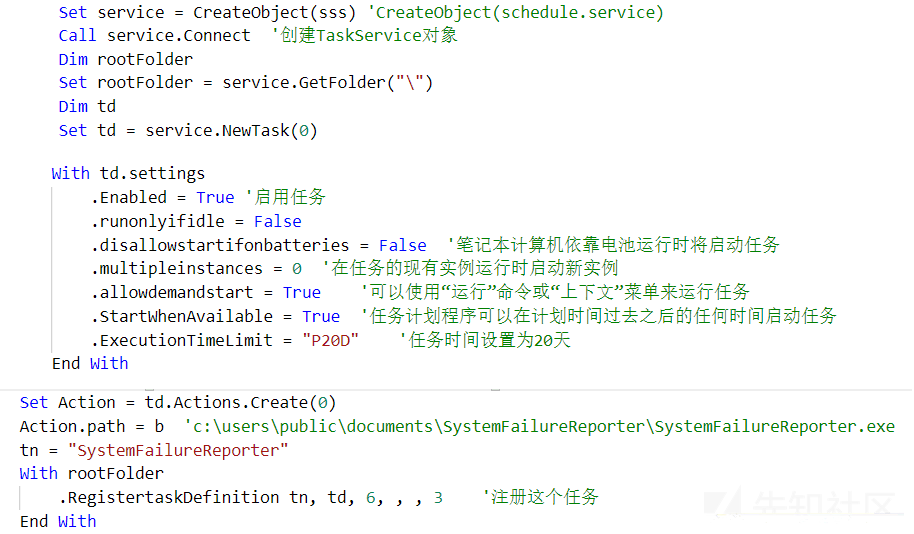 Set service = CreateObject(sss) 'CreateObject(schedule.service)
Call service.Connect  '创建TaskService对象
Dim rootFolder
Set rootFolder = service.GetFolder("\")
Dim td
Set td = service.NewTask(0)
With td.settings
.Enabled = True '启用任务
.runonlyifidle = False
.disallowstartifonbatteries = False  '笔记本计算机依靠电池运行时将启动任务
.multipleinstances = 0  '在任务的现有实例运行时启动新实例
.allowdemandstart = True    '可以使用“运行”命令或“上下文”菜单来运行任务
.StartWhenAvailable = True  '任务计划程序可以在计划时间过去之后的任何时间启动任务
.ExecutionTimeLimit = "P20D"    '任务时间设置为20天
End With
Set Action = td.Actions.Create(0)
Action.path = b  'c:\users\public\documents\SystemFailureReporter\SystemFailureReporter.exe
tn = "SystemFailureReporter"
With rootFolder
.RegistertaskDefinition tn, td, 6, , , 3    '注册这个任务
End With
先知社区